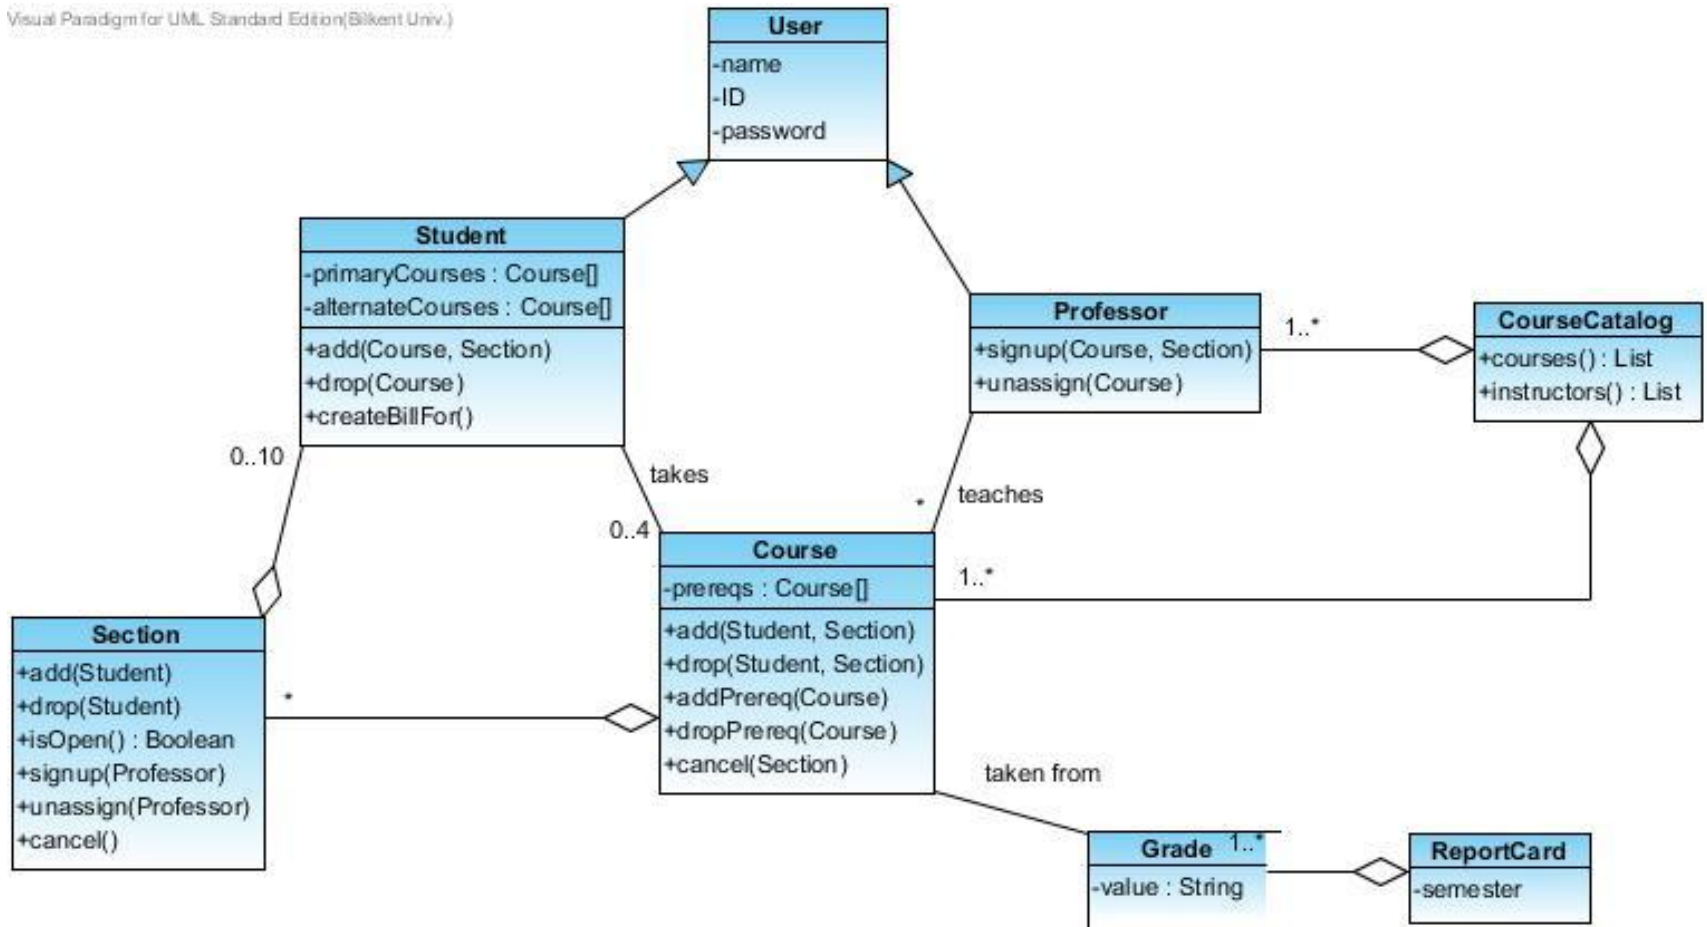 Visual Paradigm for UML Standard Edition(Bilkent Univ.)
User
-name
-ID
-password
Student
-primaryCourses : Course[]
-alternateCourses : Course[]
+add(Course, Section)
+drop(Course)
+createBillFor()
Professor
+signup(Course, Section)
+unassign(Course)
1..*
CourseCatalog
+courses() : List
+instructors() : List
0..10
takes
0..4
*
teaches
Course
-prereqs : Course[]
+add(Student, Section)
+drop(Student, Section)
+addPrereq(Course)
+dropPrereq(Course)
+cancel(Section)
1..*
Section
+add(Student)
+drop(Student)
+isOpen() : Boolean
+signup(Professor)
+unassign(Professor)
+cancel()
*
taken from
Grade
1..*
-value : String
ReportCard
-semester